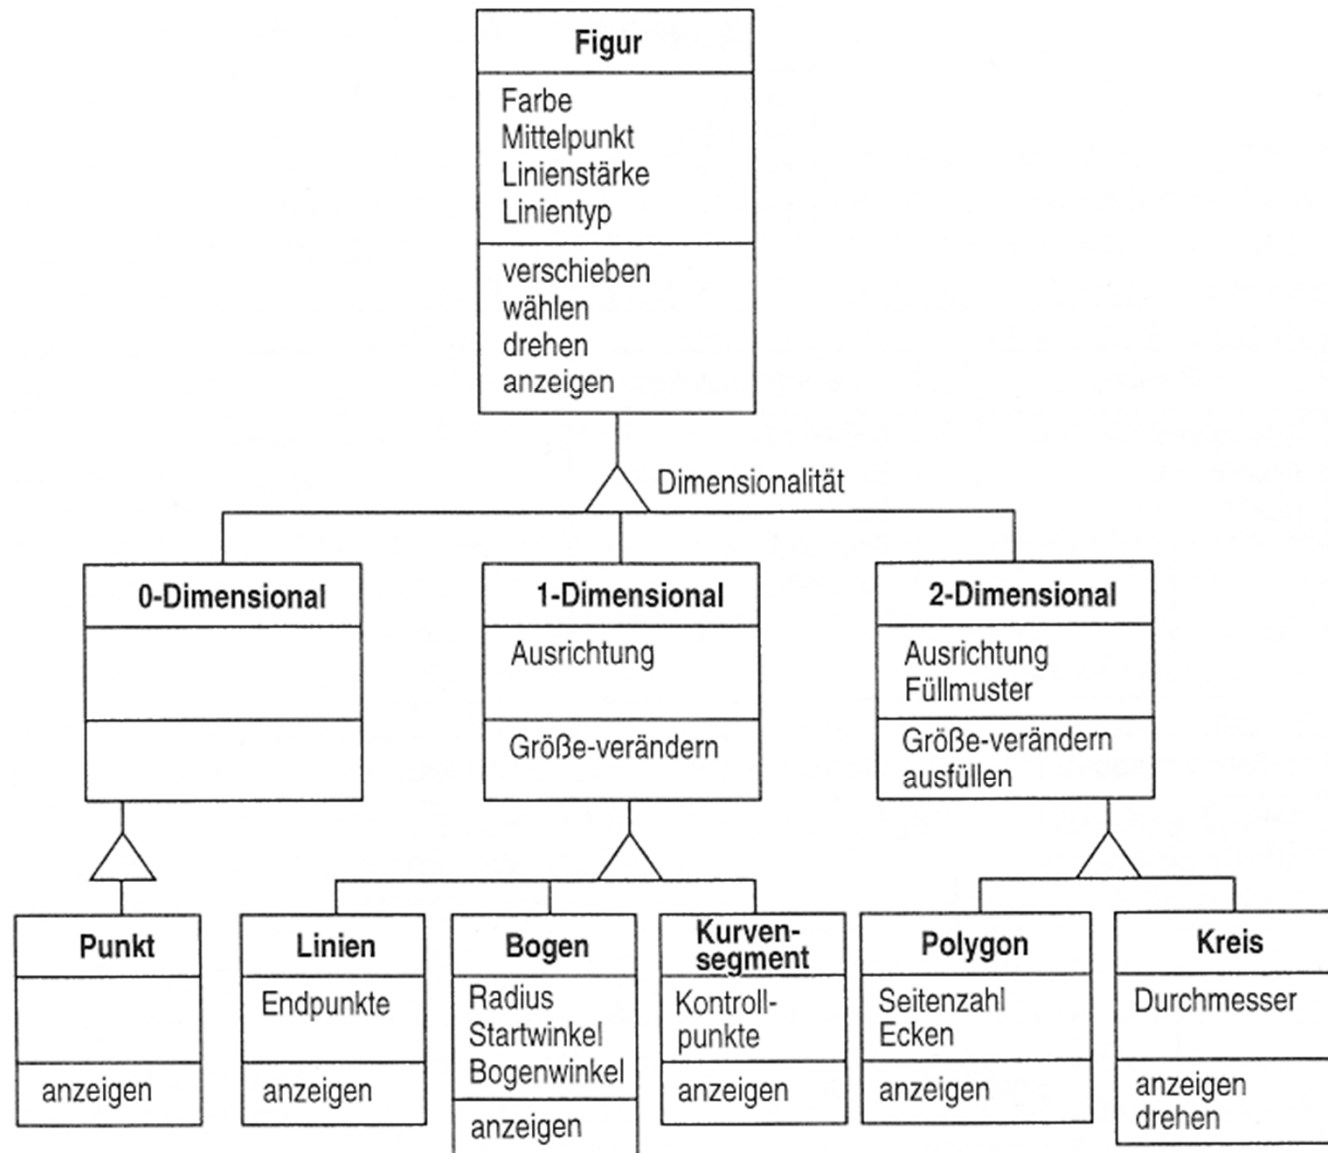 Figur
Farbe
Mittelpunkt
Linienstärke
Linientyp
verschieben
wählen
drehen
anzeigen
Dimensionalität
0-Dimensional
1-Dimensional
Ausrichtung
Größe-verändern
2-Dimensional
Ausrichtung
Füllmuster
Größe-verändern
ausfüllen
Punkt
anzeigen
Linien
Endpunkte
anzeigen
Bogen
Radius
Startwinkel
Bogenwinkel
anzeigen
Kurven-
segment
Kontroll-
punkte
anzeigen
Polygon
Seitenzahl
Ecken
anzeigen
Kreis
Durchmesser
anzeigen
drehen